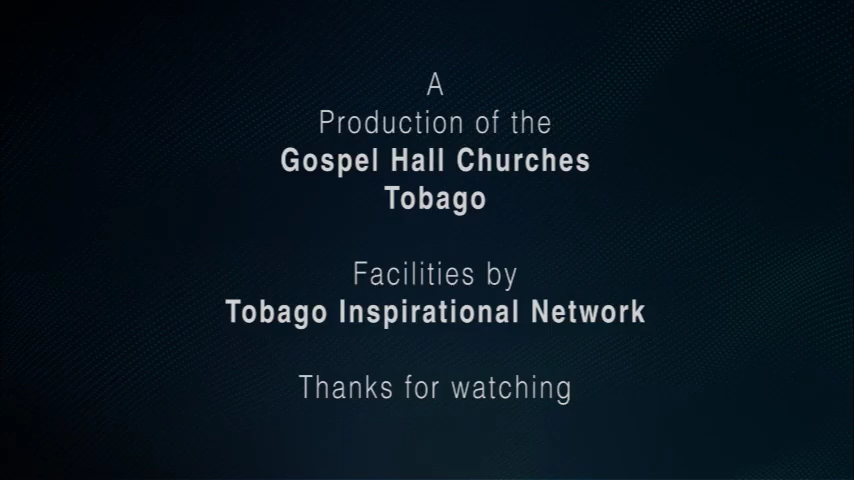 A
Production of the
Gospel Hall Churches
Tobago
Facilities by
Tobago Inspirational Network
Thanks for watching